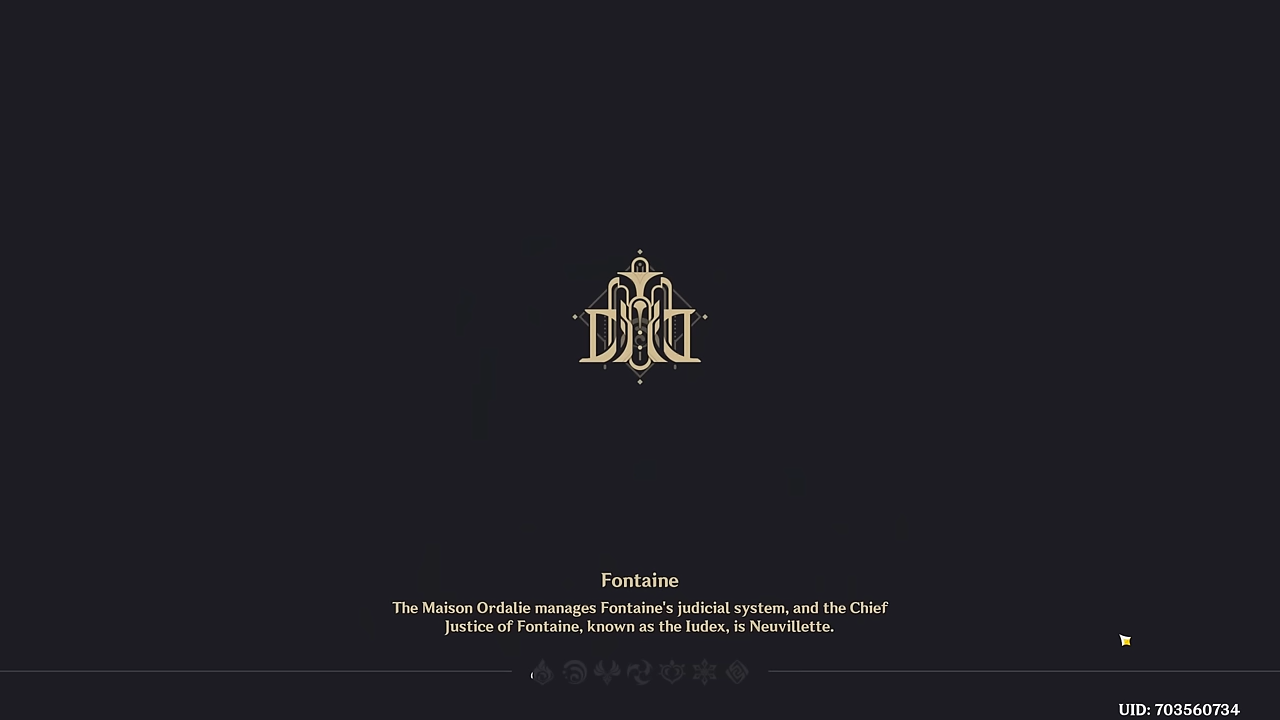 Fontaine
The Maison Ordalie manages Fontaine's judicial system, and the Chief
Justice of Fontaine, known as the Iudex, is Neuvillette.
UID: 703560734